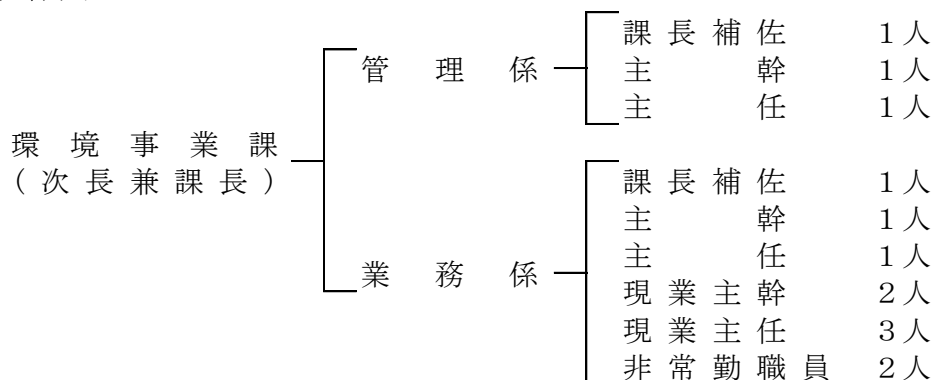 環境事業課
(次長兼課長)
管理係
課長補佐 1人
主幹 1人
主任 1人
業務係
課長補佐 1人
主幹 1人
主任 1人
現業主幹 2人
現業主任 3人
非常勤職員 2人